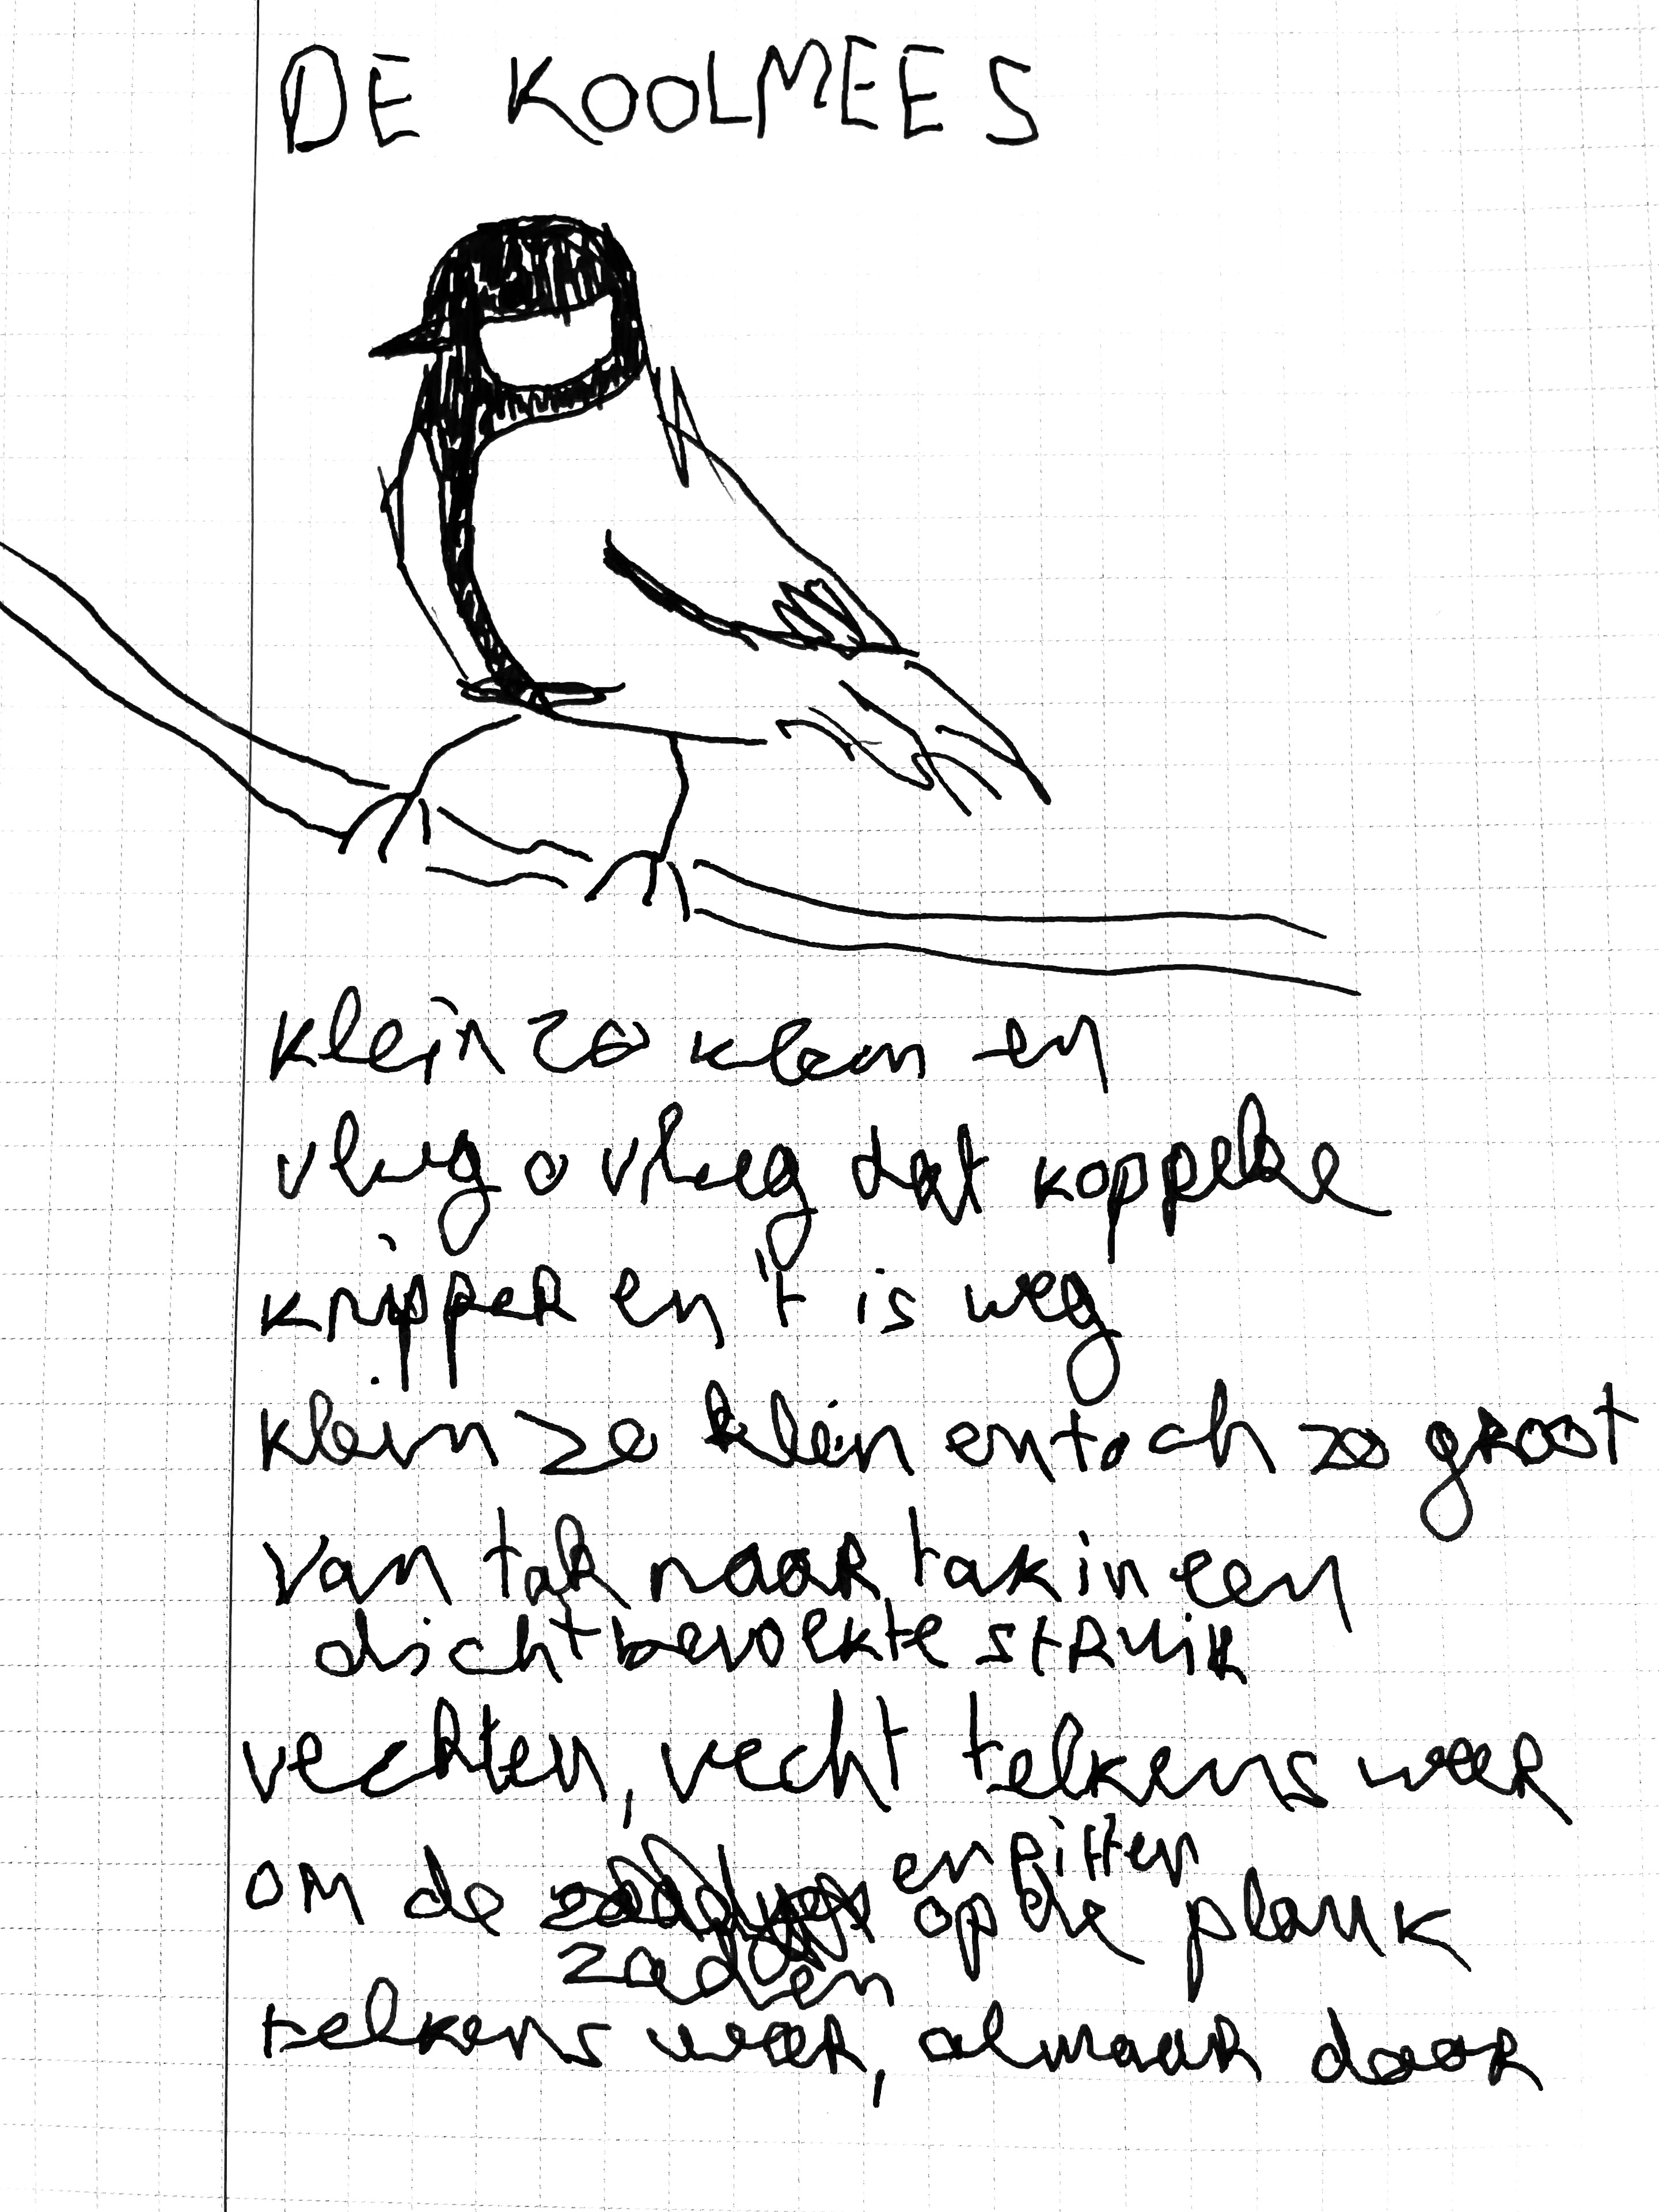 DE KOOLMEES
klein zo klein en
vlug o vlug dat koppeke
knipper en 't is weg
klein zo klein en toch zo groot
van tak naar tak in een
dichtbevolkte struik
vechten, vecht telkens weer
om de zaden en pitten op de plank
telkens weer, almaar door